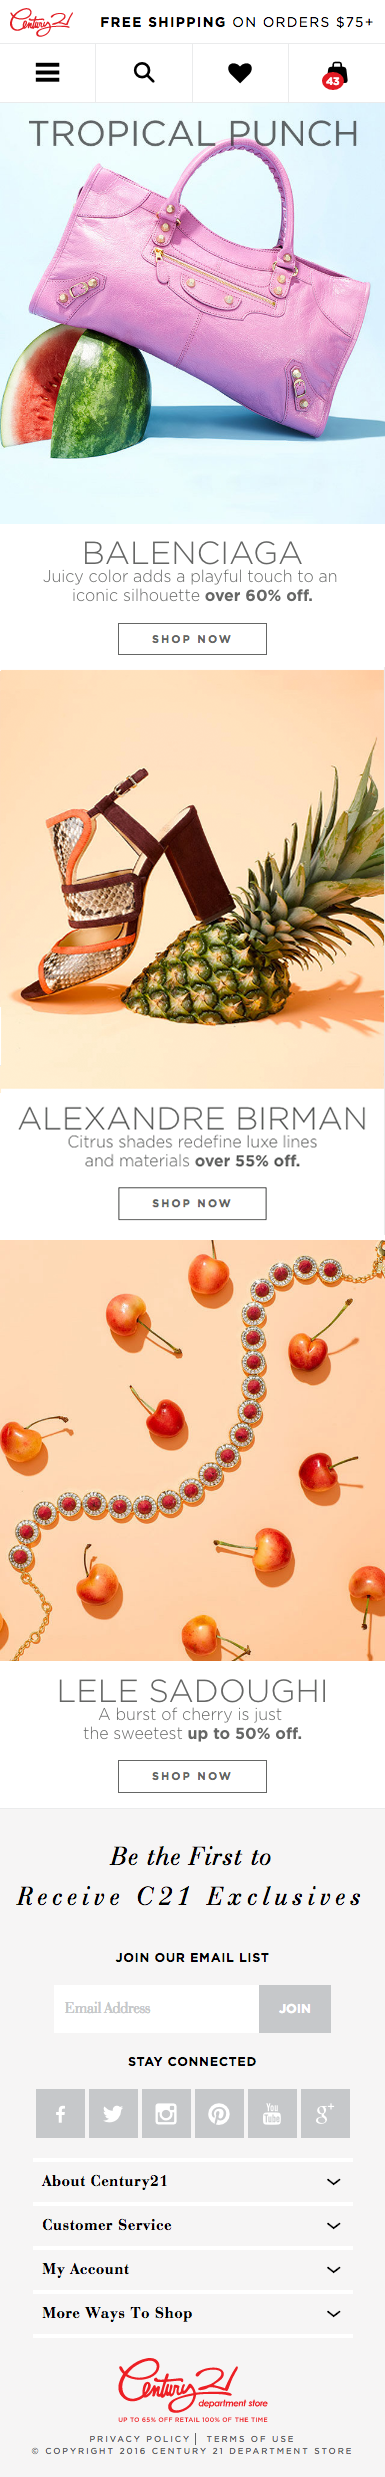 Century 21 FREE SHIPPING ON ORDERS $75+
43
TROPICAL PUNCH
BALENCIAGA
Juicy color adds a playful touch to an
iconic silhouette over 60% off.
SHOP NOW
ALEXANDRE BIRMAN
Citrus shades redefine luxe lines
and materials over 55% off.
SHOP NOW
LELE SADOUGHI
A burst of cherry is just
the sweetest up to 50% off.
SHOP NOW
Be the First to
Receive C21 Exclusives
JOIN OUR EMAIL LIST
Email Address JOIN
STAY CONNECTED
f You Tube g+
About Century21
Customer Service
My Account
More Ways To Shop
Century 21
department store
UP TO 65% OFF RETAIL 100% OF THE TIME
PRIVACY POLICY | TERMS OF USE
© COPYRIGHT 2016 CENTURY 21 DEPARTMENT STORE